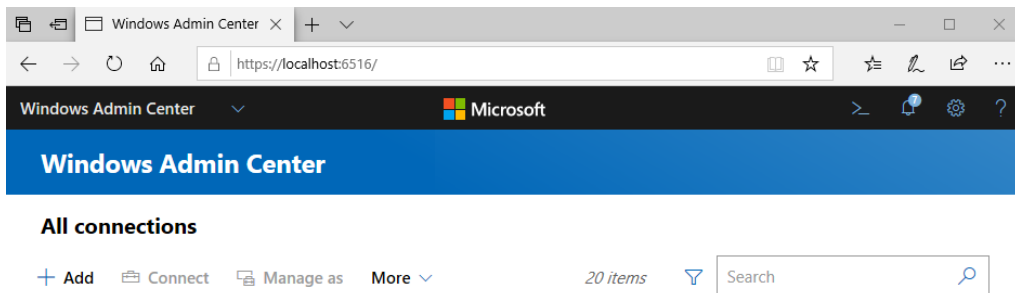 Windows Admin Center
https://localhost:6516/
Windows Admin Center Microsoft 7
Windows Admin Center
All connections
Add Connect Manage as More 20 items Search